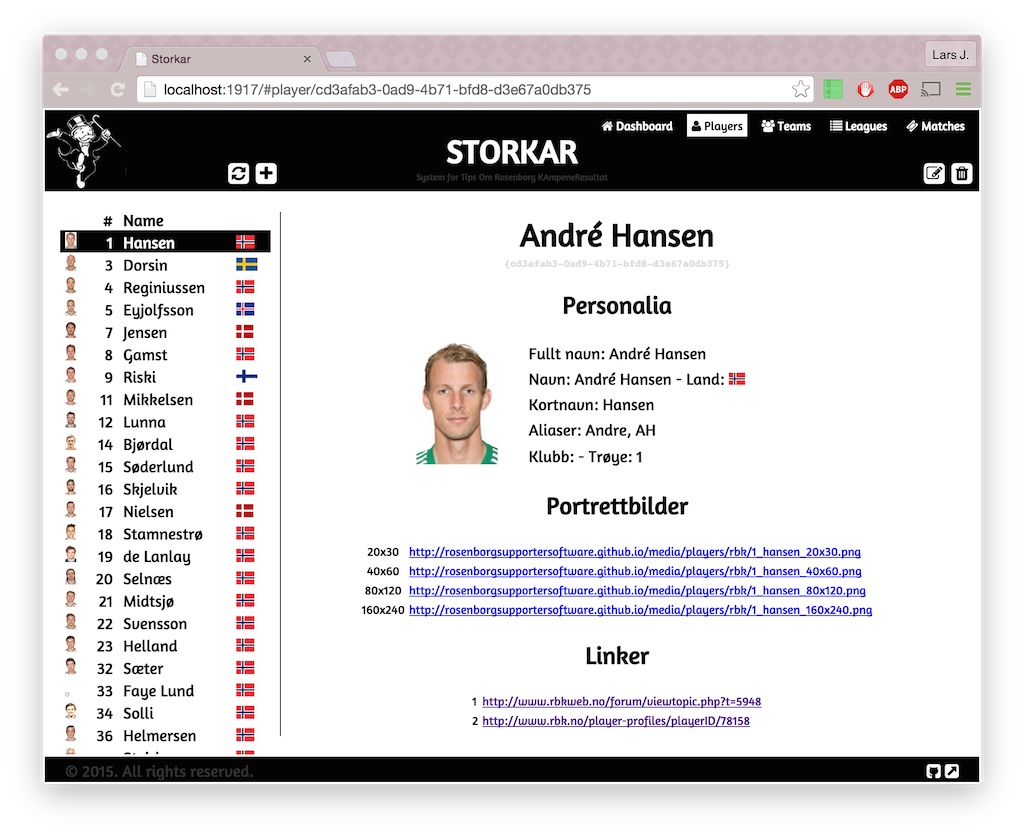 Storkar
Lars J.
localhost:1917/#player/cd3afab3-0ad9-4b71-bfd8-d3e67a0db375
ABP
Dashboard Players Teams Leagues Matches
STORKAR
System for Tips Om Rosenborg KAmpeneResultat
# Name
1 Hansen
3 Dorsin
4 Reginiussen
5 Eyjolfsson
7 Jensen
8 Gamst
9 Riski
11 Mikkelsen
12 Lunna
14 Bjørdal
15 Søderlund
16 Skjelvik
17 Nielsen
18 Stamnestrø
19 de Lanlay
20 Selnæs
21 Midtsjø
22 Svensson
23 Helland
32 Sæter
33 Faye Lund
34 Solli
36 Helmersen
André Hansen
{cd3afab3-0ad9-4b71-bfd8-d3e67a0db375}
Personalia
Fullt navn: André Hansen
Navn: André Hansen - Land:
Kortnavn: Hansen
Aliaser: Andre, AH
Klubb: - Trøye: 1
Portrettbilder
20x30 http://rosenborgsupportersoftware.github.io/media/players/rbk/1_hansen_20x30.png
40x60 http://rosenborgsupportersoftware.github.io/media/players/rbk/1_hansen_40x60.png
80x120 http://rosenborgsupportersoftware.github.io/media/players/rbk/1_hansen_80x120.png
160x240 http://rosenborgsupportersoftware.github.io/media/players/rbk/1_hansen_160x240.png
Linker
1 http://www.rbkweb.no/forum/viewtopic.php?t=5948
2 http://www.rbk.no/player-profiles/playerID/78158
© 2015. All rights reserved.